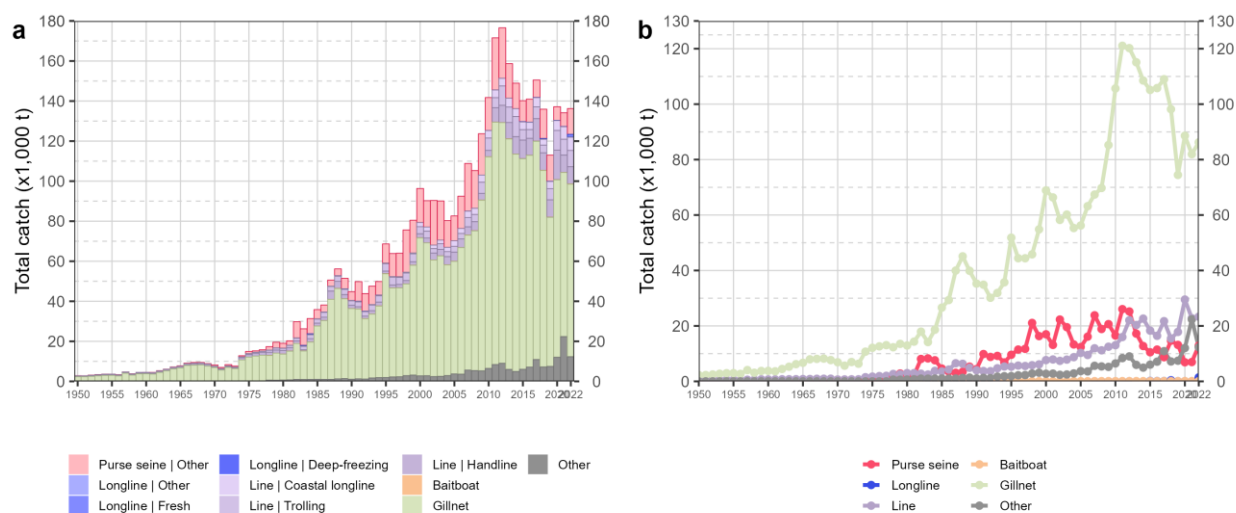 a
b
Total catch (x1,000 t)
180
160
140
120
100
80
60
40
20
0
180
160
140
120
100
80
60
40
20
0
1950 1955 1960 1965 1970 1975 1980 1985 1990 1995 2000 2005 2010 2015 2020 2022
Total catch (x1,000 t)
130
120
100
80
60
40
20
0
130
120
100
80
60
40
20
0
1950 1955 1960 1965 1970 1975 1980 1985 1990 1995 2000 2005 2010 2015 2020 2022
Purse seine | Other
Longline | Other
Longline | Fresh
Longline | Deep-freezing
Line | Coastal longline
Line | Trolling
Line | Handline
Baitboat
Gillnet
Other
Purse seine
Longline
Line
Baitboat
Gillnet
Other